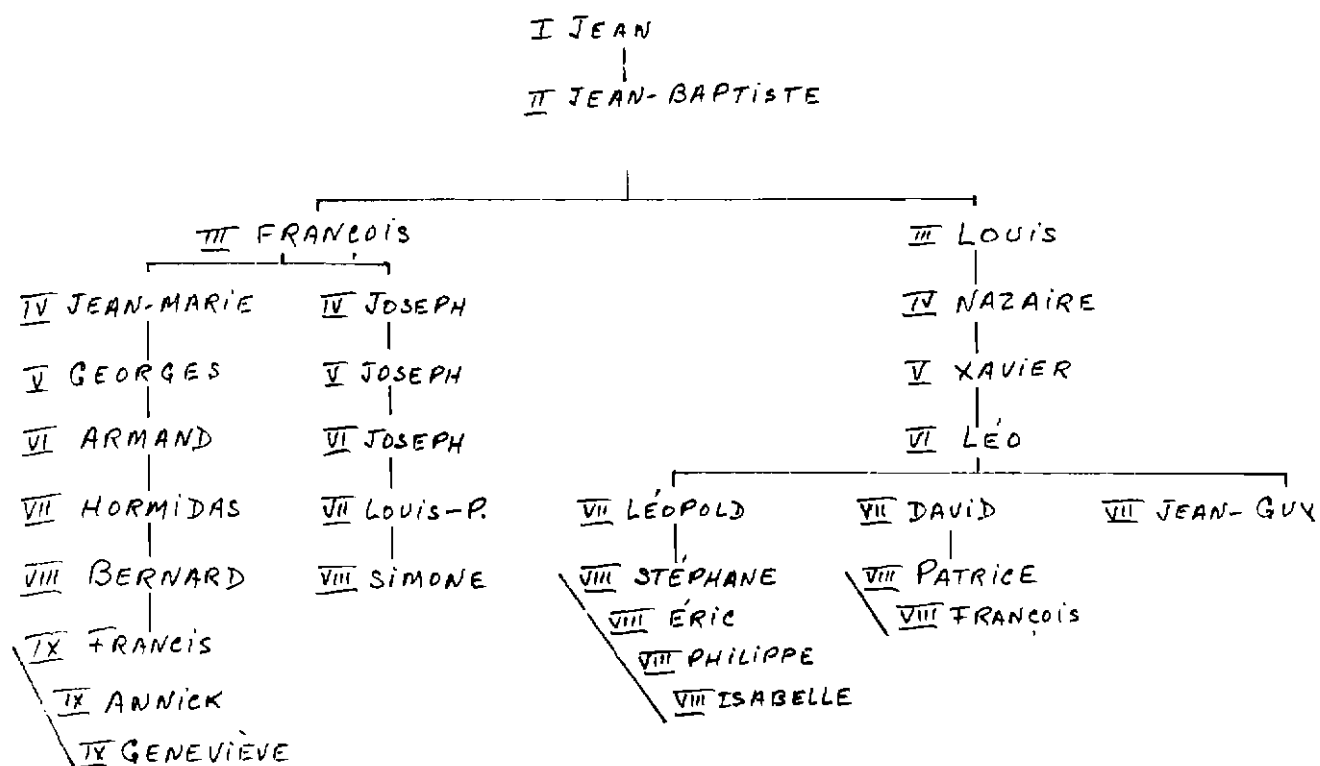 I JEAN
II JEAN-BAPTISTE
III FRANÇOIS III LOUIS
IV JEAN-MARIE IV JOSEPH IV NAZAIRE
V GEORGES V JOSEPH V XAVIER
VI ARMAND VI JOSEPH VI LÉO
VII HORMIDAS VII LOUIS-P. VII LÉOPOLD VII DAVID VII JEAN-GUY
VIII BERNARD VIII SIMONE VIII STÉPHANE VIII PATRICE
VIII ÉRIC VIII FRANÇOIS
IX FRANCIS VIII PHILIPPE
IX ANNICK VIII ISABELLE
IX GENEVIÈVE